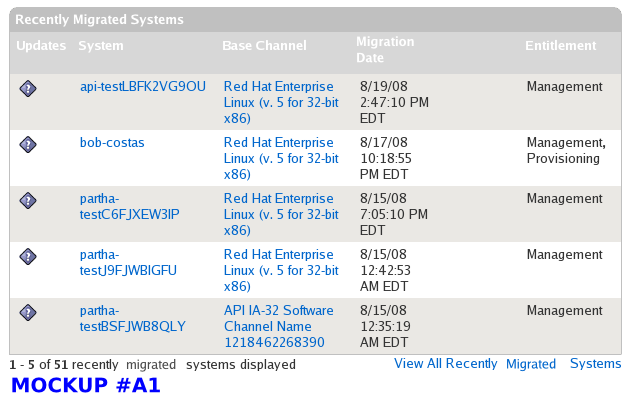 Recently Migrated Systems
Updates System Base Channel Migration Date Entitlement
? api-testLBFK2VG9OU Red Hat Enterprise 8/19/08 Management
Linux (v. 5 for 32-bit 2:47:10 PM
x86) EDT
? bob-costas Red Hat Enterprise 8/17/08 Management,
Linux (v. 5 for 32-bit 10:18:55 Provisioning
x86) PM EDT
? partha- Red Hat Enterprise 8/15/08 Management
testC6FJXEW3IP Linux (v. 5 for 32-bit 7:05:10 PM
x86) EDT
? partha- Red Hat Enterprise 8/15/08 Management
testJ9FJWBIGFU Linux (v. 5 for 32-bit 12:42:53
x86) AM EDT
? partha- API IA-32 Software 8/15/08 Management
testBSFJWB8QLY Channel Name 12:35:19
1218462268390 AM EDT
1 - 5 of 51 recently migrated systems displayed View All Recently Migrated Systems
MOCKUP #A1